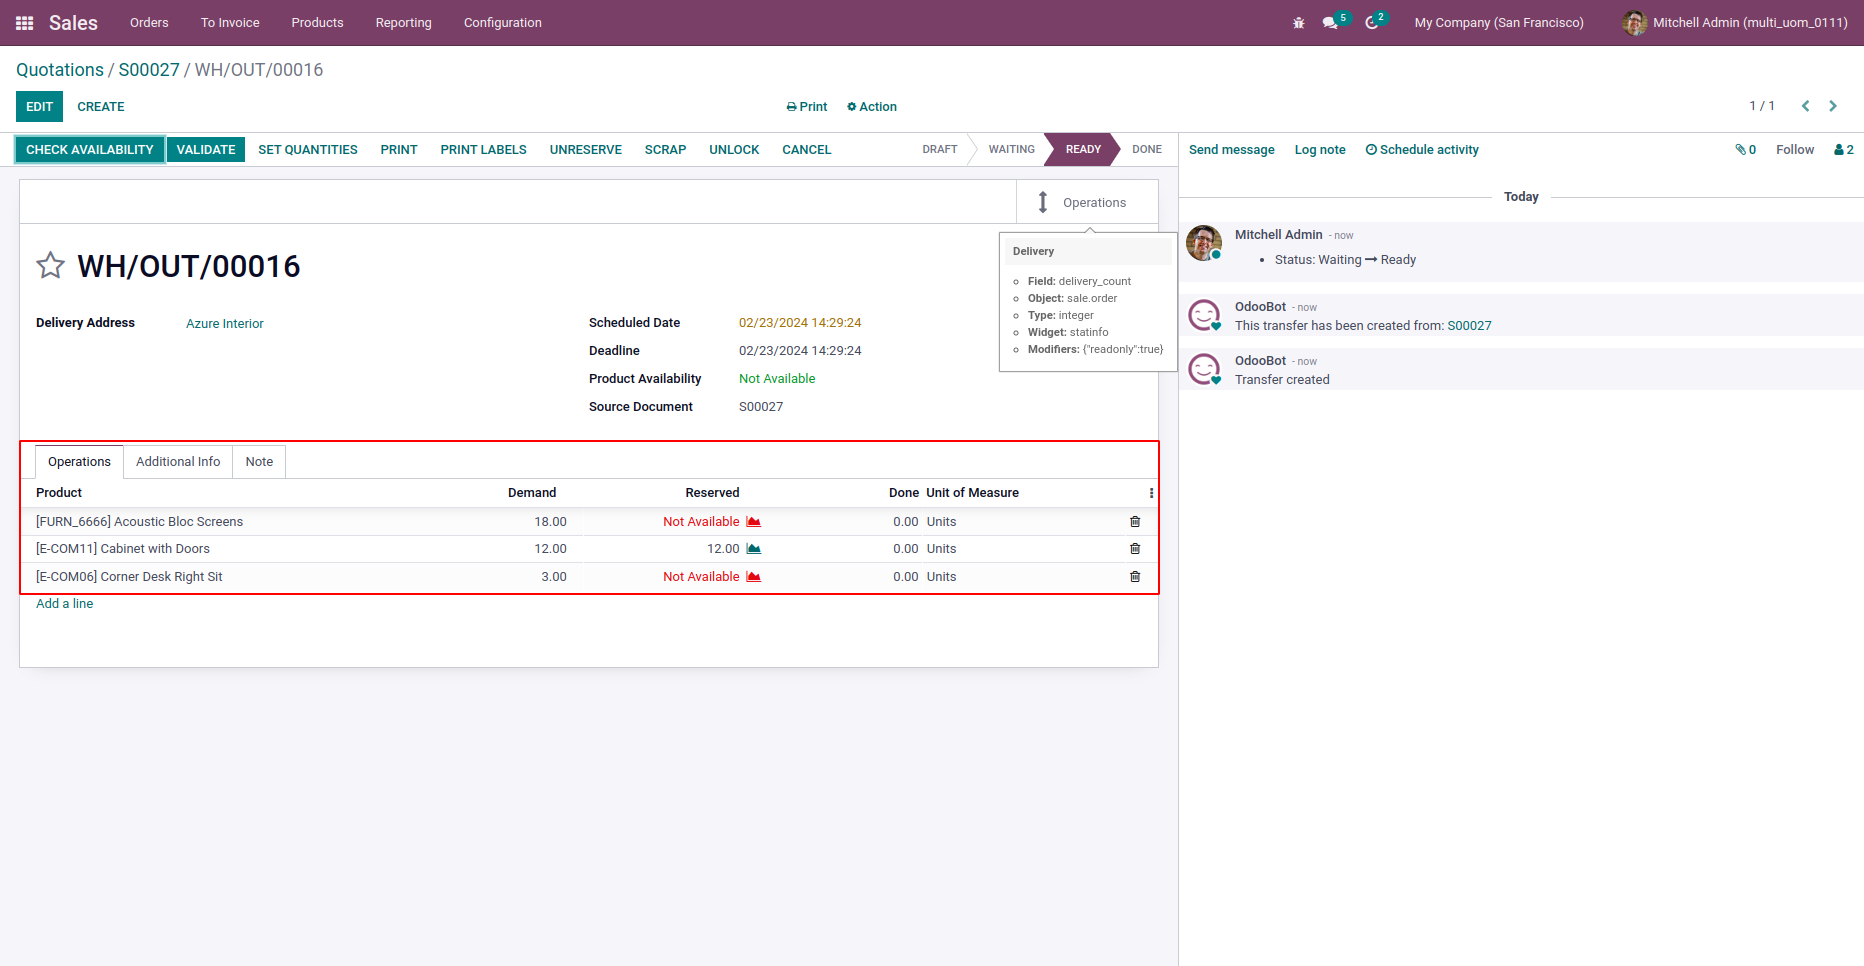 Sales Orders To Invoice Products Reporting Configuration 5 2 My Company (San Francisco) Mitchell Admin (multi_uom_0111)
Quotations / S00027 / WH/OUT/00016
EDIT CREATE Print Action 1 / 1
CHECK AVAILABILITY VALIDATE SET QUANTITIES PRINT PRINT LABELS UNRESERVE SCRAP UNLOCK CANCEL DRAFT WAITING READY DONE
Operations
WH/OUT/00016
Delivery Address Azure Interior
Scheduled Date 02/23/2024 14:29:24
Deadline 02/23/2024 14:29:24
Product Availability Not Available
Source Document S00027
Delivery
Field: delivery_count
Object: sale.order
Type: integer
Widget: statinfo
Modifiers: {"readonly":true}
Operations Additional Info Note
Product Demand Reserved Done Unit of Measure
[FURN_6666] Acoustic Bloc Screens 18.00 Not Available 0.00 Units
[E-COM11] Cabinet with Doors 12.00 12.00 0.00 Units
[E-COM06] Corner Desk Right Sit 3.00 Not Available 0.00 Units
Add a line
Send message Log note Schedule activity 0 Follow 2
Today
Mitchell Admin - now
• Status: Waiting → Ready
OdooBot - now
This transfer has been created from: S00027
OdooBot - now
Transfer created